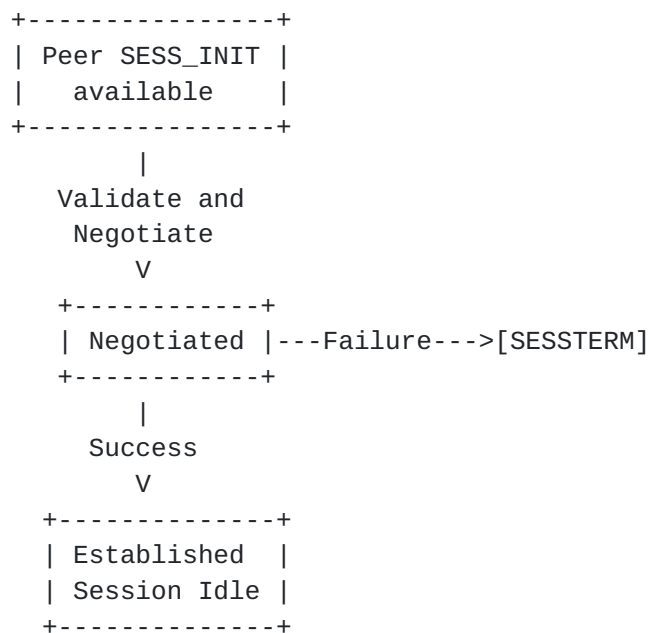 +----------------+
| Peer SESS_INIT |
|   available    |
+----------------+
        |
   Validate and
    Negotiate
        V
   +------------+
   | Negotiated |---Failure--->[SESSTERM]
   +------------+
        |
     Success
        V
  +--------------+
  | Established  |
  | Session Idle |
  +--------------+